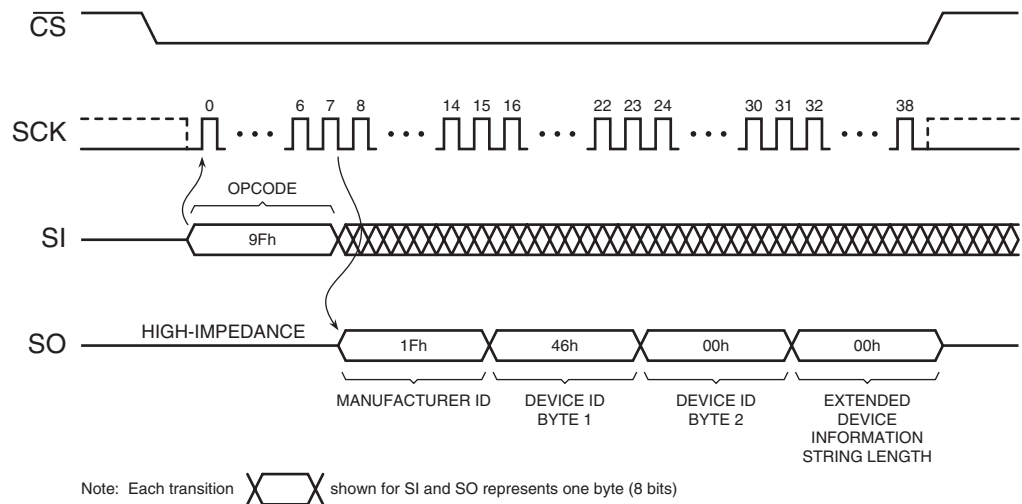 CS
SCK
0 6 7 8 14 15 16 22 23 24 30 31 32 38
OPCODE
SI
9Fh
HIGH-IMPEDANCE
SO
1Fh 46h 00h 00h
MANUFACTURER ID
DEVICE ID
BYTE 1
DEVICE ID
BYTE 2
EXTENDED
DEVICE
INFORMATION
STRING LENGTH
Note: Each transition shown for SI and SO represents one byte (8 bits)